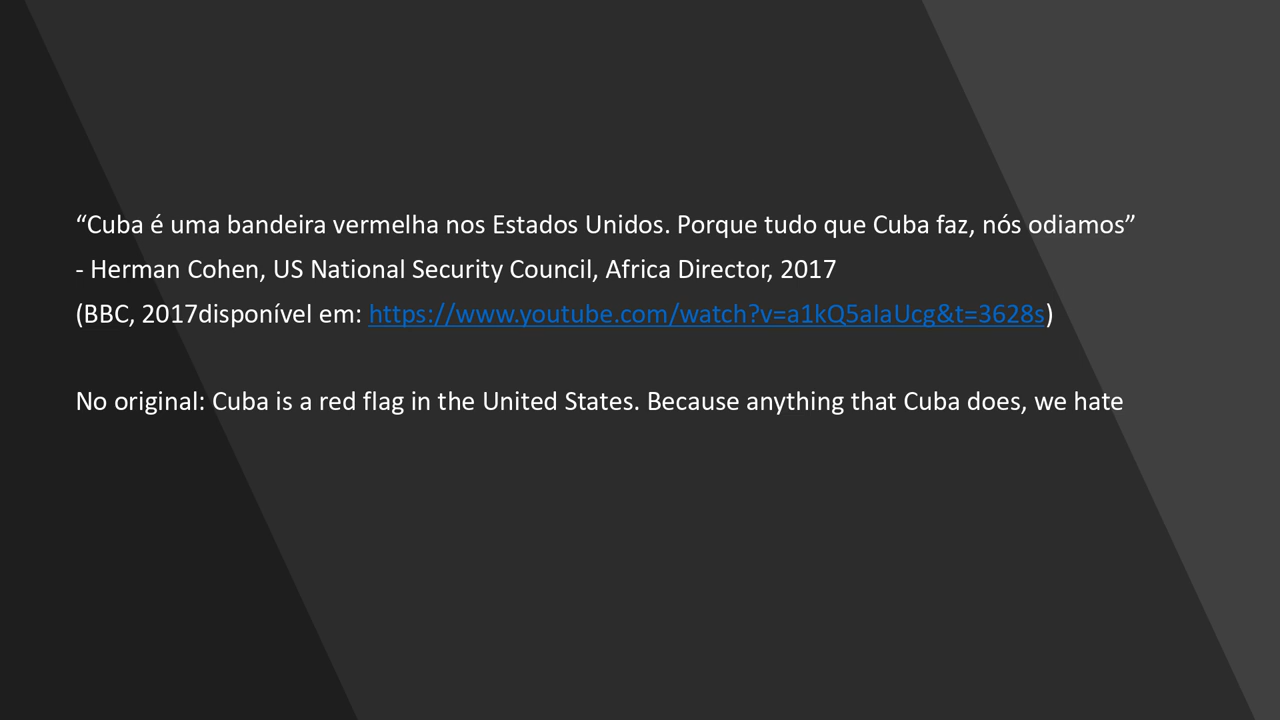 “Cuba é uma bandeira vermelha nos Estados Unidos. Porque tudo que Cuba faz, nós odiamos”
- Herman Cohen, US National Security Council, Africa Director, 2017
(BBC, 2017disponível em: https://www.youtube.com/watch?v=a1kQ5aIaUcg&t=3628s)
No original: Cuba is a red flag in the United States. Because anything that Cuba does, we hate